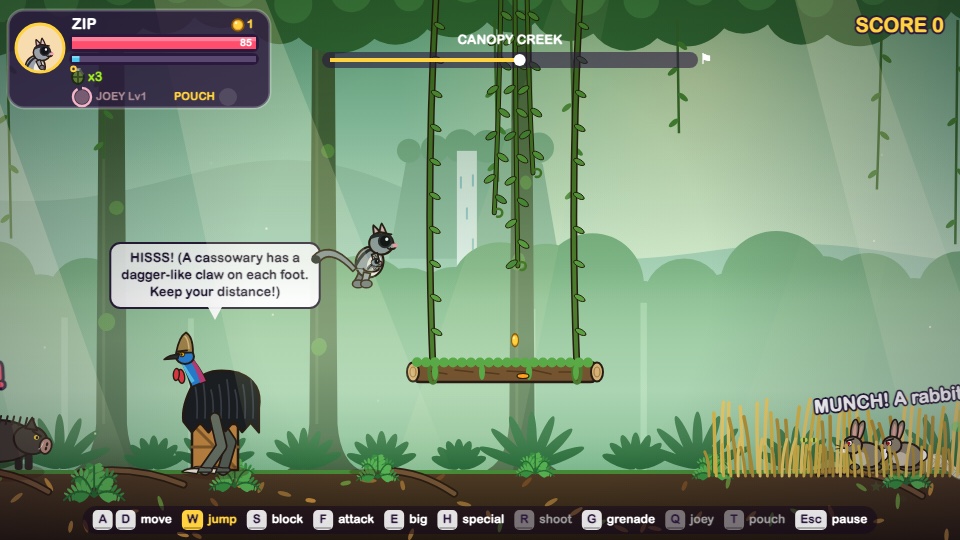 ZIP
1
85
x3
JOEY Lv1
POUCH
CANOPY CREEK
SCORE 0
HISSS! (A cassowary has a
dagger-like claw on each foot.
Keep your distance!)
MUNCH! A rabbit
A D move W jump S block F attack E big H special R shoot G grenade Q joey T pouch Esc pause